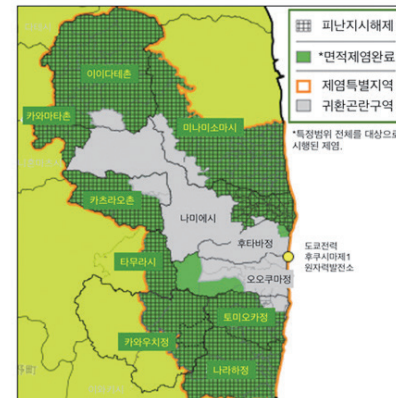 피난지시해제
*면적제염완료
제염특별지역
귀환곤란구역
*특정범위 전체를 대상으로
시행된 제염.
이이다테촌
카와마타촌
미나미소마시
카츠라오촌
나미에시
후타바정
도쿄전력
후쿠시마제1
원자력발전소
타무라시
오오쿠마정
토미오카정
카와우치정
나라하정